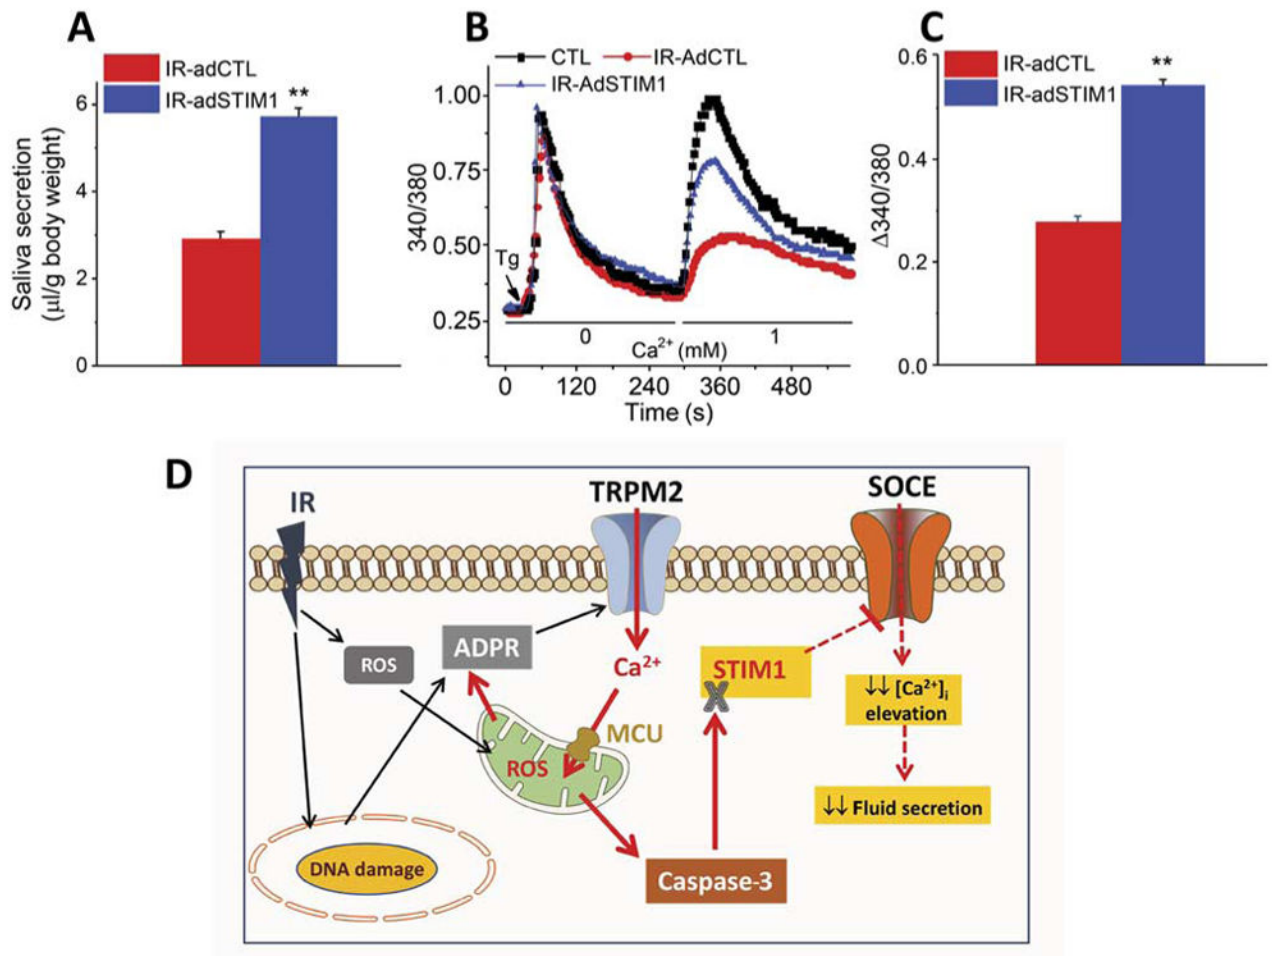 A
IR-adCTL
IR-adSTIM1
**
Saliva secretion
(µl/g body weight)
6
4
2
0
B
CTL
IR-AdCTL
IR-AdSTIM1
340/380
1.00
0.75
0.50
0.25
Tg
0
1
Ca²⁺ (mM)
0 120 240 360 480
Time (s)
C
IR-adCTL
IR-adSTIM1
**
Δ340/380
0.6
0.4
0.2
0.0
D
IR
TRPM2
SOCE
ROS
ADPR
Ca²⁺
STIM1
X
MCU
ROS
↓↓ [Ca²⁺]ᵢ
elevation
↓↓ Fluid secretion
DNA damage
Caspase-3